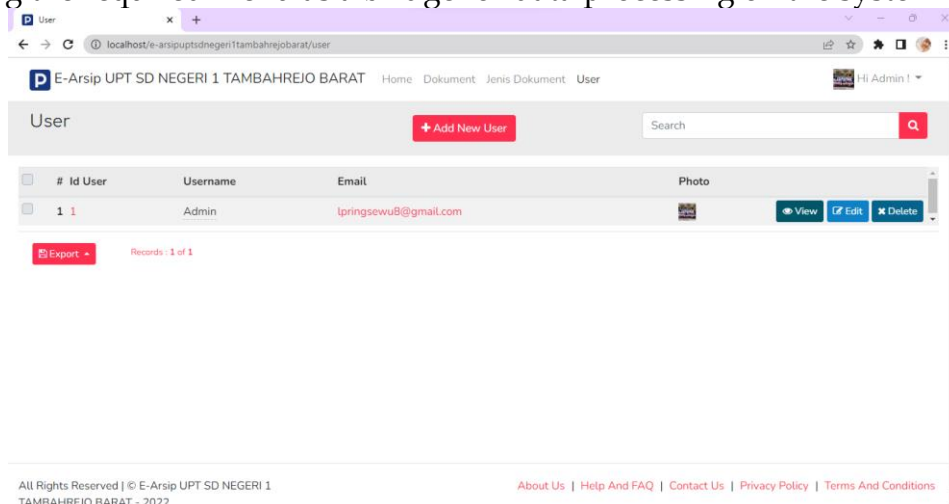 User
localhost/e-arsipuptsdnegeri1tambahrejobarat/user
E-Arsip UPT SD NEGERI 1 TAMBAHREJO BARAT Home Dokument Jenis Dokument User Hi Admin !
User + Add New User Search
# Id User Username Email Photo
1 1 Admin lpringsewu8@gmail.com View Edit Delete
Export Records : 1 of 1
All Rights Reserved | © E-Arsip UPT SD NEGERI 1 About Us | Help And FAQ | Contact Us | Privacy Policy | Terms And Conditions
TAMBAHREJO BARAT - 2022